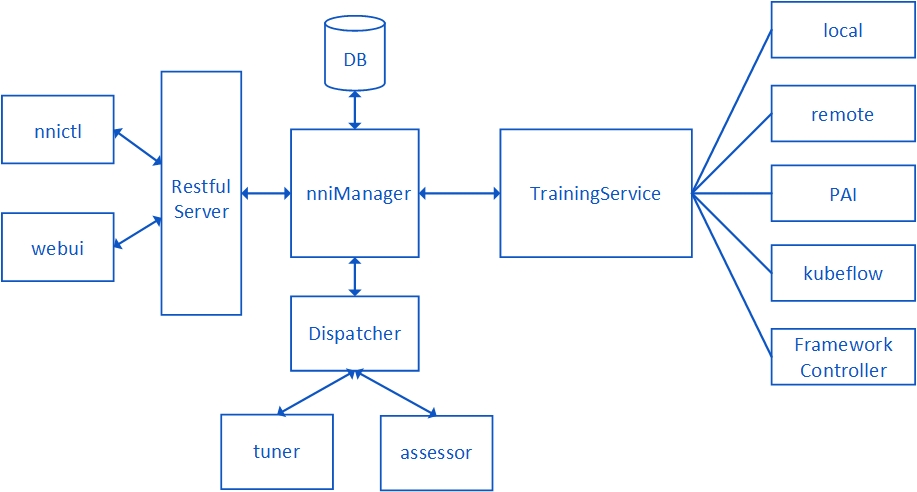 DB
nnictl
webui
Restful
Server
nniManager
TrainingService
local
remote
PAI
kubeflow
Framework
Controller
Dispatcher
tuner
assessor